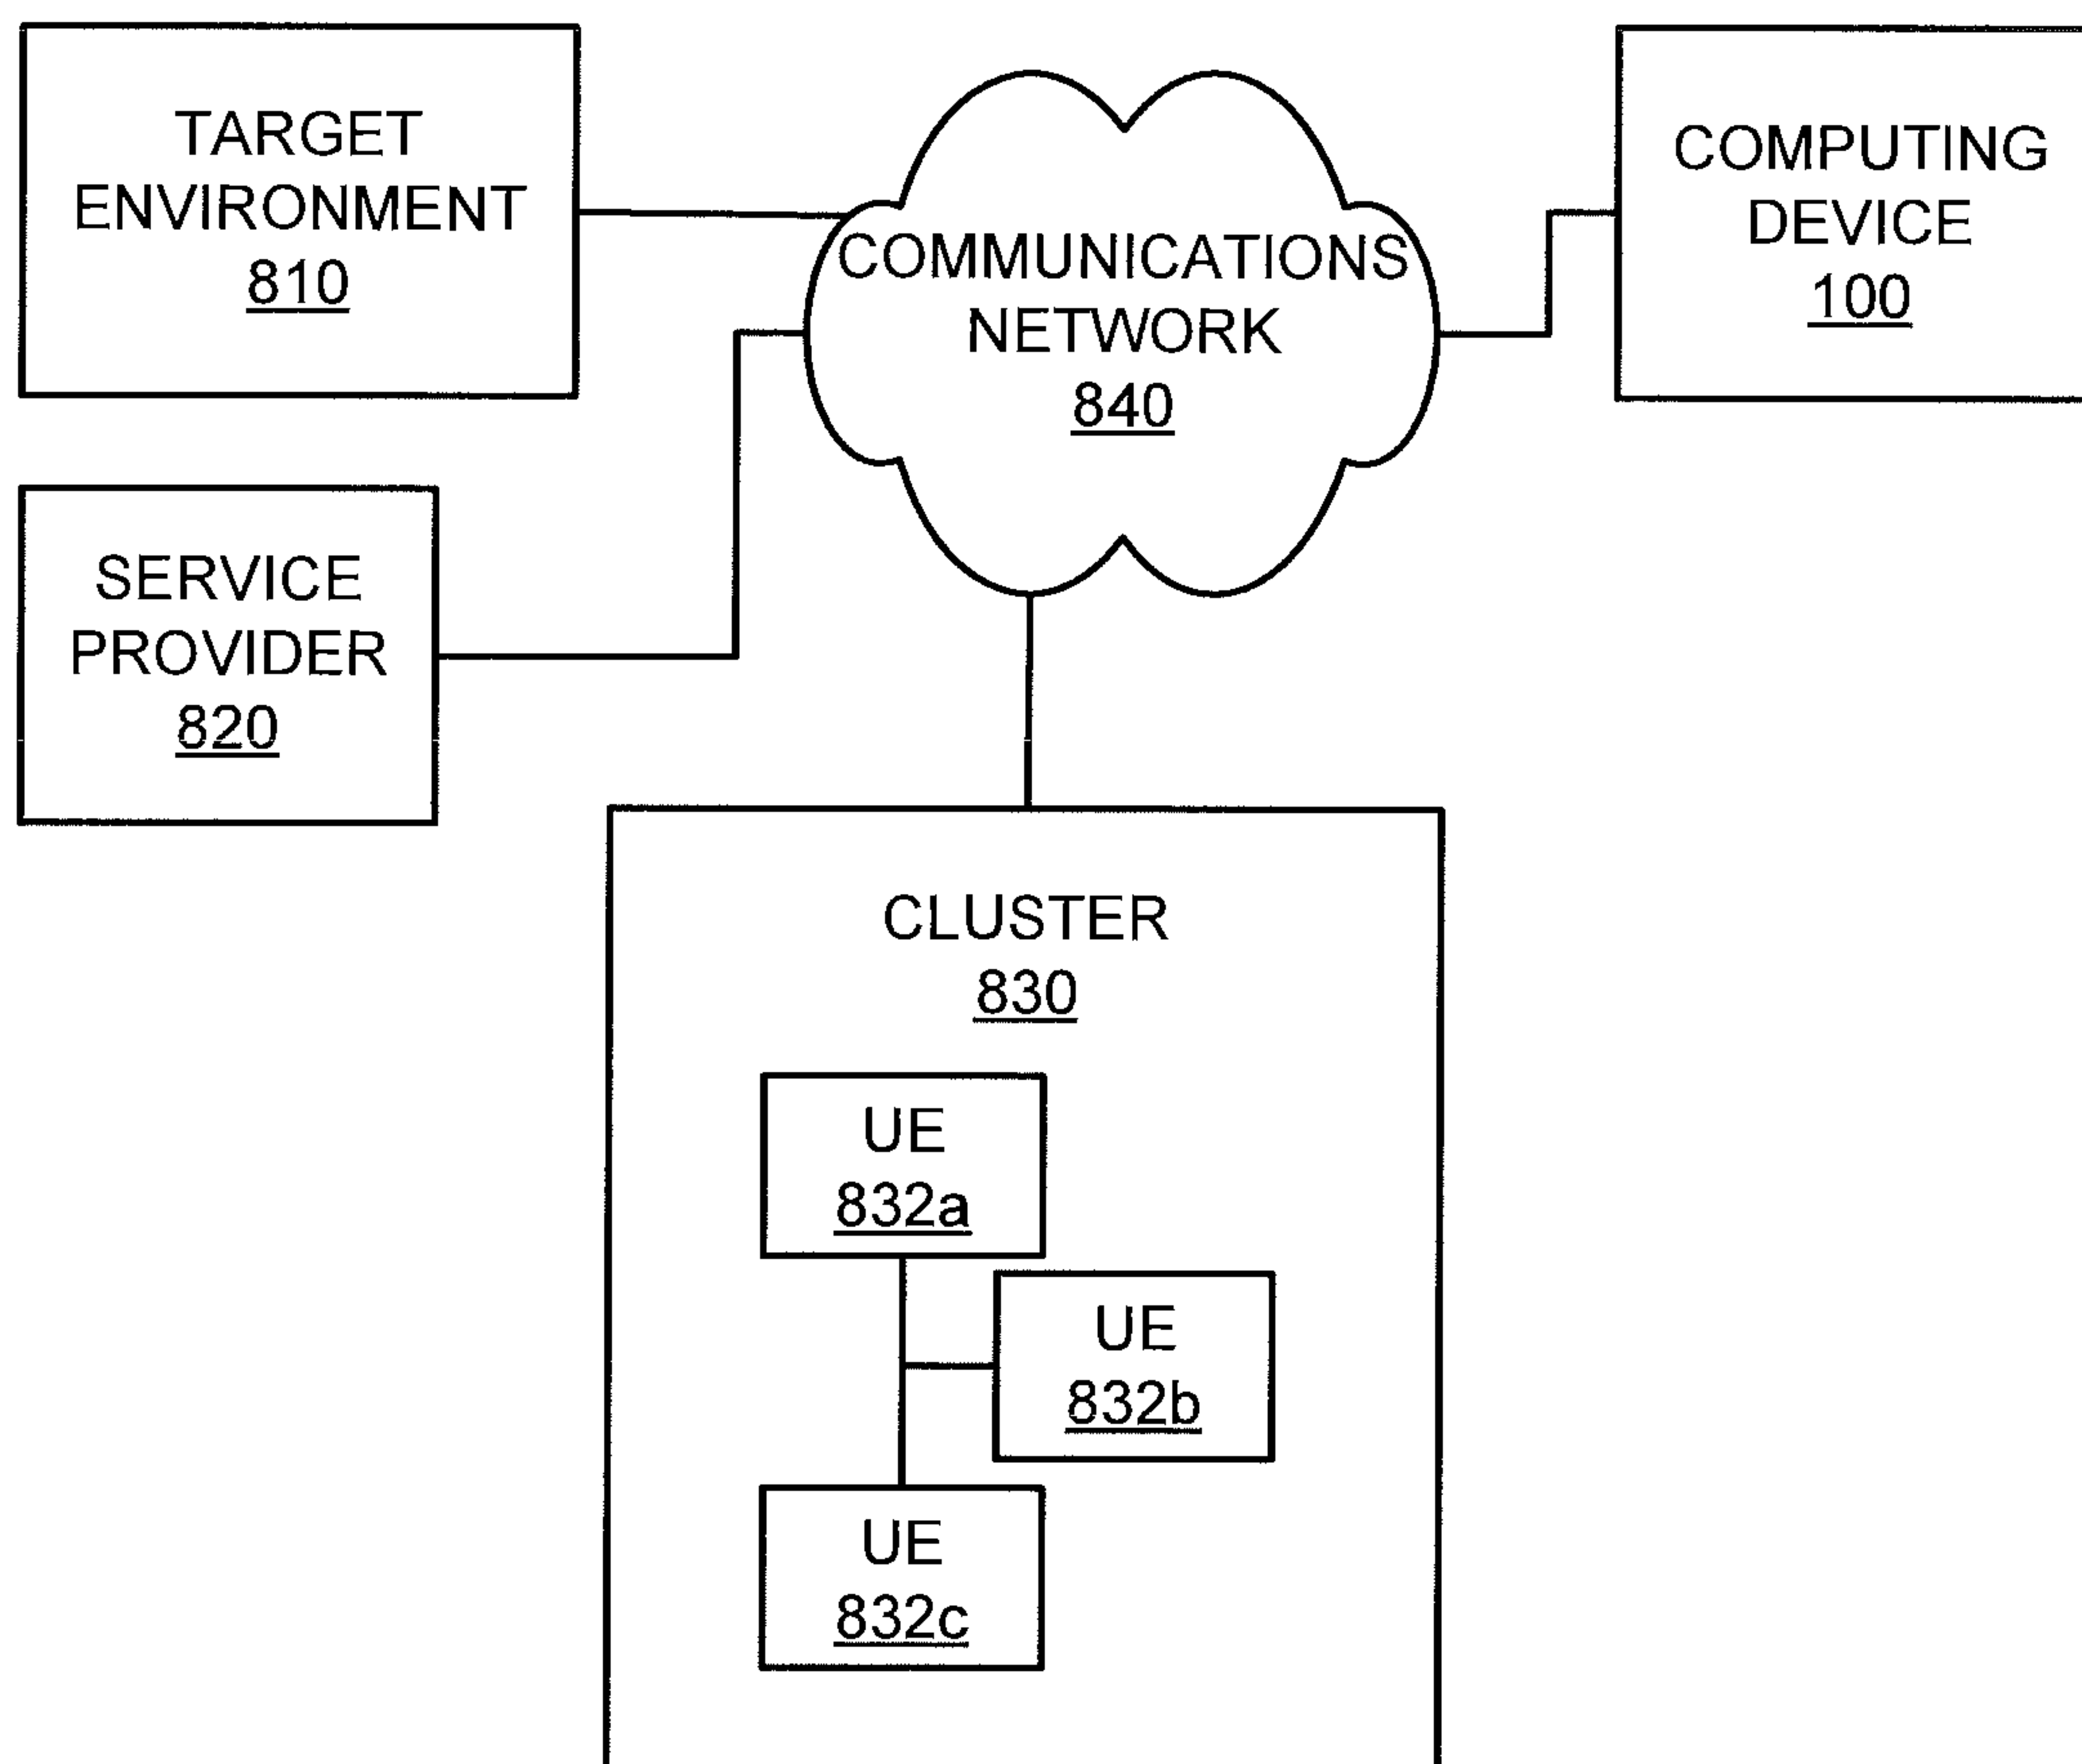 TARGET
ENVIRONMENT
810
COMMUNICATIONS
NETWORK
840
COMPUTING
DEVICE
100
SERVICE
PROVIDER
820
CLUSTER
830
UE
832a
UE
832b
UE
832c